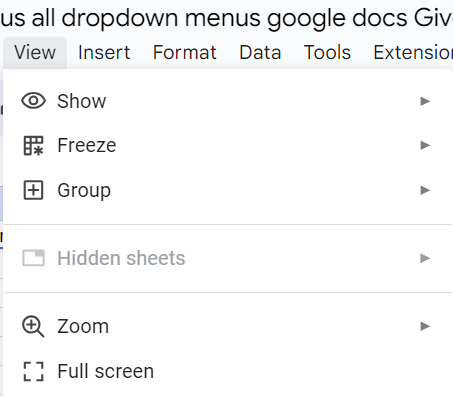 us all dropdown menus google docs Giv
View Insert Format Data Tools Extension
Show
Freeze
Group
Hidden sheets
Zoom
Full screen